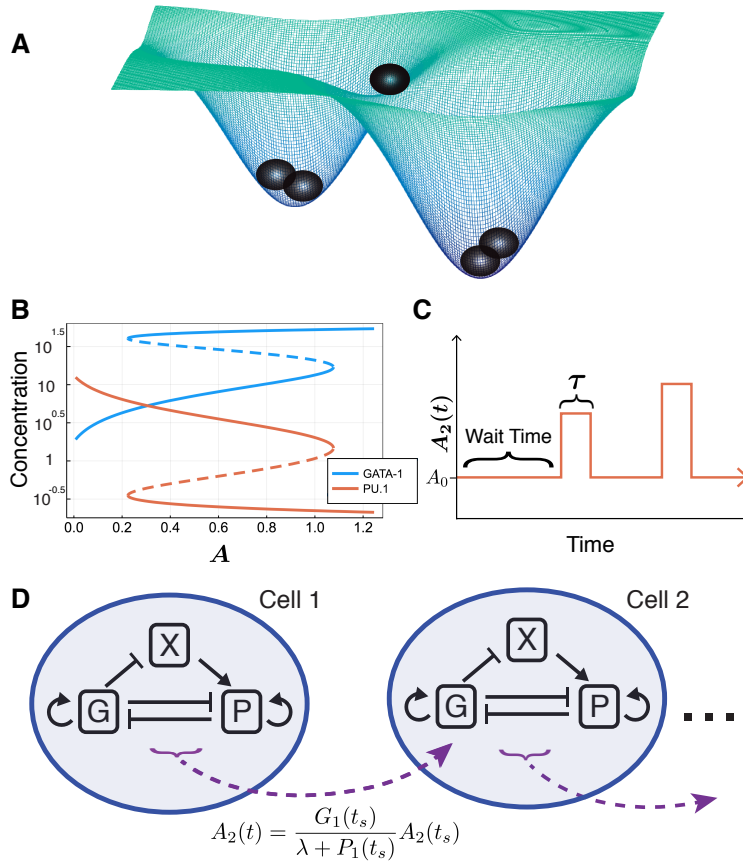 A
B
C
Concentration
10^1.5
10
10^0.5
1
10^-0.5
0.0 0.2 0.4 0.6 0.8 1.0 1.2
A
GATA-1
PU.1
A₂(t)
τ
Wait Time
A₀
Time
D
Cell 1
X
G
P
Cell 2
X
G
P
...
A₂(t) = G₁(tₛ) / (λ + P₁(tₛ)) A₂(tₛ)